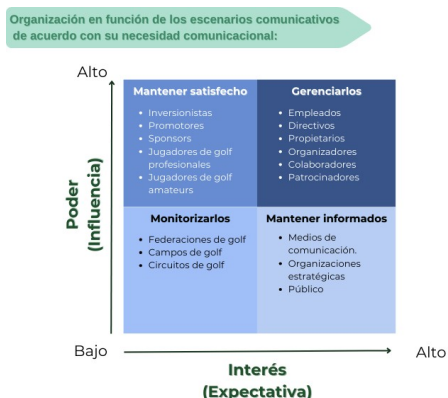 Organización en función de los escenarios comunicativos
de acuerdo con su necesidad comunicacional:
Alto
Mantener satisfecho
• Inversionistas
• Promotores
• Sponsors
• Jugadores de golf
profesionales
• Jugadores de golf
amateurs
Gerenciarlos
• Empleados
• Directivos
• Propietarios
• Organizadores
• Colaboradores
• Patrocinadores
Poder
(Influencia)
Monitorizarlos
• Federaciones de golf
• Campos de golf
• Circuitos de golf
Mantener informados
• Medios de
comunicación.
• Organizaciones
estratégicas
• Público
Bajo
Alto
Interés
(Expectativa)